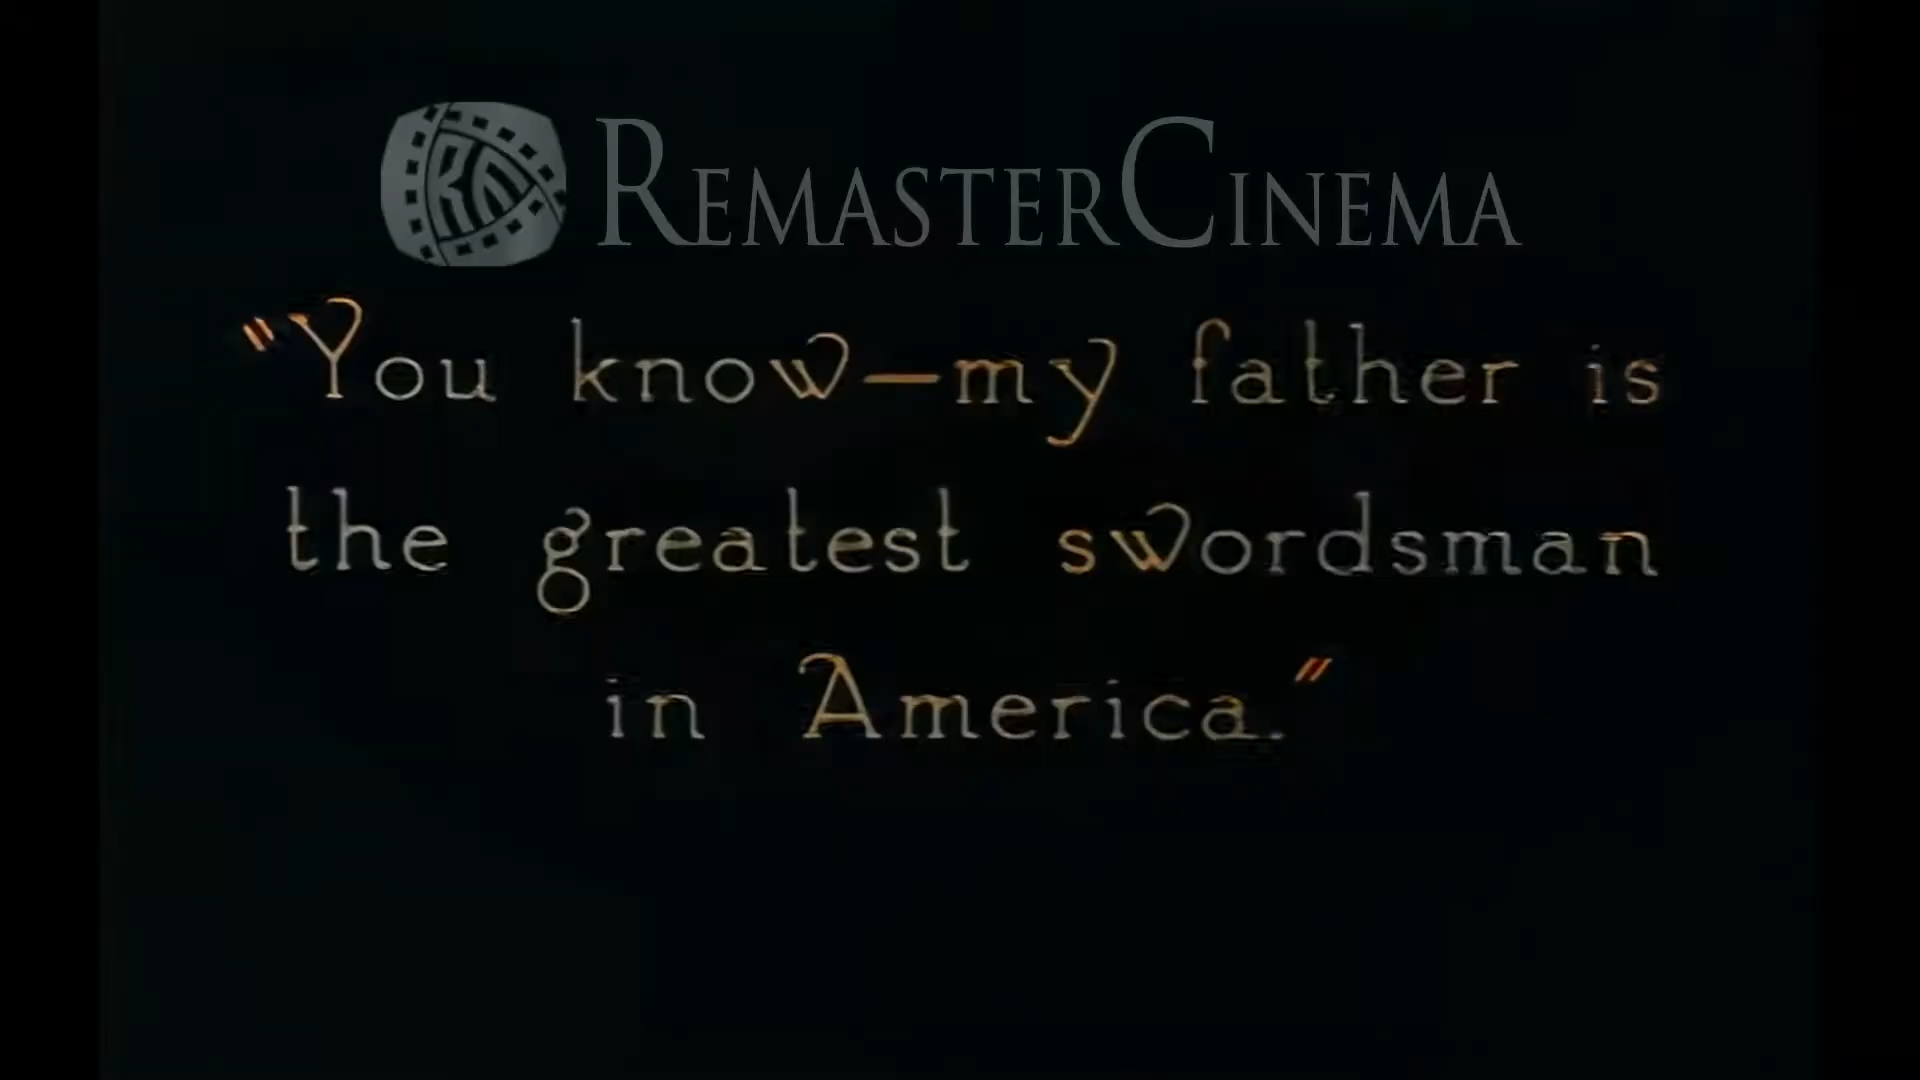 REMASTERCINEMA
"You know—my father is
the greatest swordsman
in America."